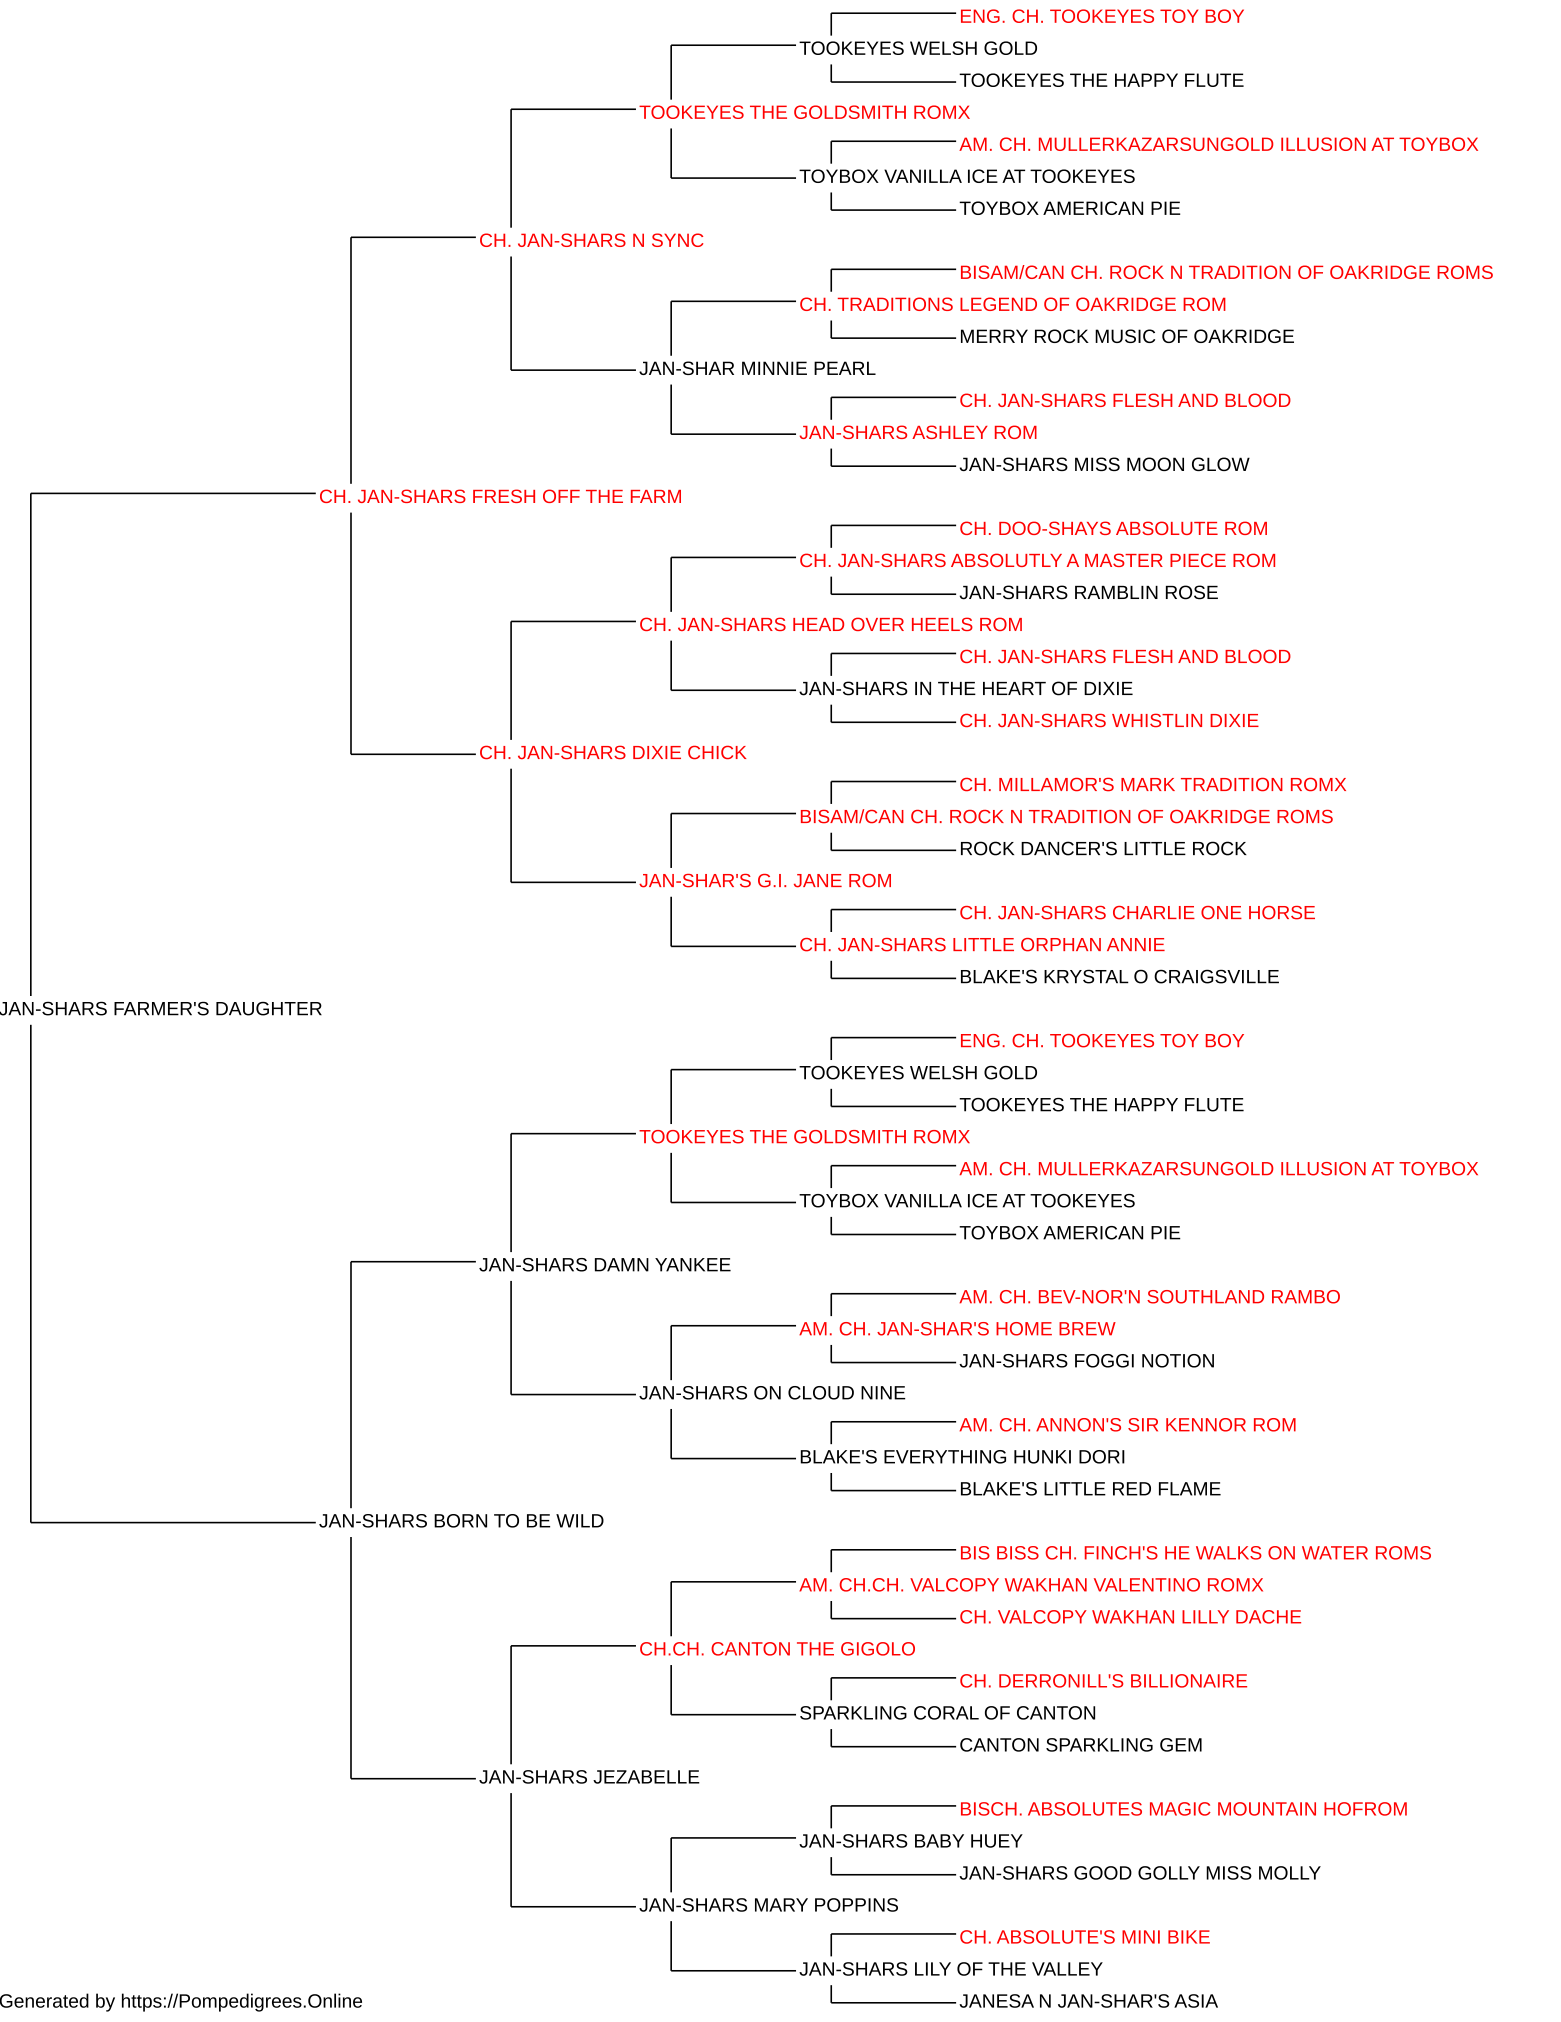 ENG. CH. TOOKEYES TOY BOY
TOOKEYES WELSH GOLD
TOOKEYES THE HAPPY FLUTE
TOOKEYES THE GOLDSMITH ROMX
AM. CH. MULLERKAZARSUNGOLD ILLUSION AT TOYBOX
TOYBOX VANILLA ICE AT TOOKEYES
TOYBOX AMERICAN PIE
CH. JAN-SHARS N SYNC
BISAM/CAN CH. ROCK N TRADITION OF OAKRIDGE ROMS
CH. TRADITIONS LEGEND OF OAKRIDGE ROM
MERRY ROCK MUSIC OF OAKRIDGE
JAN-SHAR MINNIE PEARL
CH. JAN-SHARS FLESH AND BLOOD
JAN-SHARS ASHLEY ROM
JAN-SHARS MISS MOON GLOW
CH. JAN-SHARS FRESH OFF THE FARM
CH. DOO-SHAYS ABSOLUTE ROM
CH. JAN-SHARS ABSOLUTLY A MASTER PIECE ROM
JAN-SHARS RAMBLIN ROSE
CH. JAN-SHARS HEAD OVER HEELS ROM
CH. JAN-SHARS FLESH AND BLOOD
JAN-SHARS IN THE HEART OF DIXIE
CH. JAN-SHARS WHISTLIN DIXIE
CH. JAN-SHARS DIXIE CHICK
CH. MILLAMOR'S MARK TRADITION ROMX
BISAM/CAN CH. ROCK N TRADITION OF OAKRIDGE ROMS
ROCK DANCER'S LITTLE ROCK
JAN-SHAR'S G.I. JANE ROM
CH. JAN-SHARS CHARLIE ONE HORSE
CH. JAN-SHARS LITTLE ORPHAN ANNIE
BLAKE'S KRYSTAL O CRAIGSVILLE
JAN-SHARS FARMER'S DAUGHTER
ENG. CH. TOOKEYES TOY BOY
TOOKEYES WELSH GOLD
TOOKEYES THE HAPPY FLUTE
TOOKEYES THE GOLDSMITH ROMX
AM. CH. MULLERKAZARSUNGOLD ILLUSION AT TOYBOX
TOYBOX VANILLA ICE AT TOOKEYES
TOYBOX AMERICAN PIE
JAN-SHARS DAMN YANKEE
AM. CH. BEV-NOR'N SOUTHLAND RAMBO
AM. CH. JAN-SHAR'S HOME BREW
JAN-SHARS FOGGI NOTION
JAN-SHARS ON CLOUD NINE
AM. CH. ANNON'S SIR KENNOR ROM
BLAKE'S EVERYTHING HUNKI DORI
BLAKE'S LITTLE RED FLAME
JAN-SHARS BORN TO BE WILD
BIS BISS CH. FINCH'S HE WALKS ON WATER ROMS
AM. CH.CH. VALCOPY WAKHAN VALENTINO ROMX
CH. VALCOPY WAKHAN LILLY DACHE
CH.CH. CANTON THE GIGOLO
CH. DERRONILL'S BILLIONAIRE
SPARKLING CORAL OF CANTON
CANTON SPARKLING GEM
JAN-SHARS JEZABELLE
BISCH. ABSOLUTES MAGIC MOUNTAIN HOFROM
JAN-SHARS BABY HUEY
JAN-SHARS GOOD GOLLY MISS MOLLY
JAN-SHARS MARY POPPINS
CH. ABSOLUTE'S MINI BIKE
JAN-SHARS LILY OF THE VALLEY
JANESA N JAN-SHAR'S ASIA
Generated by https://Pompedigrees.Online